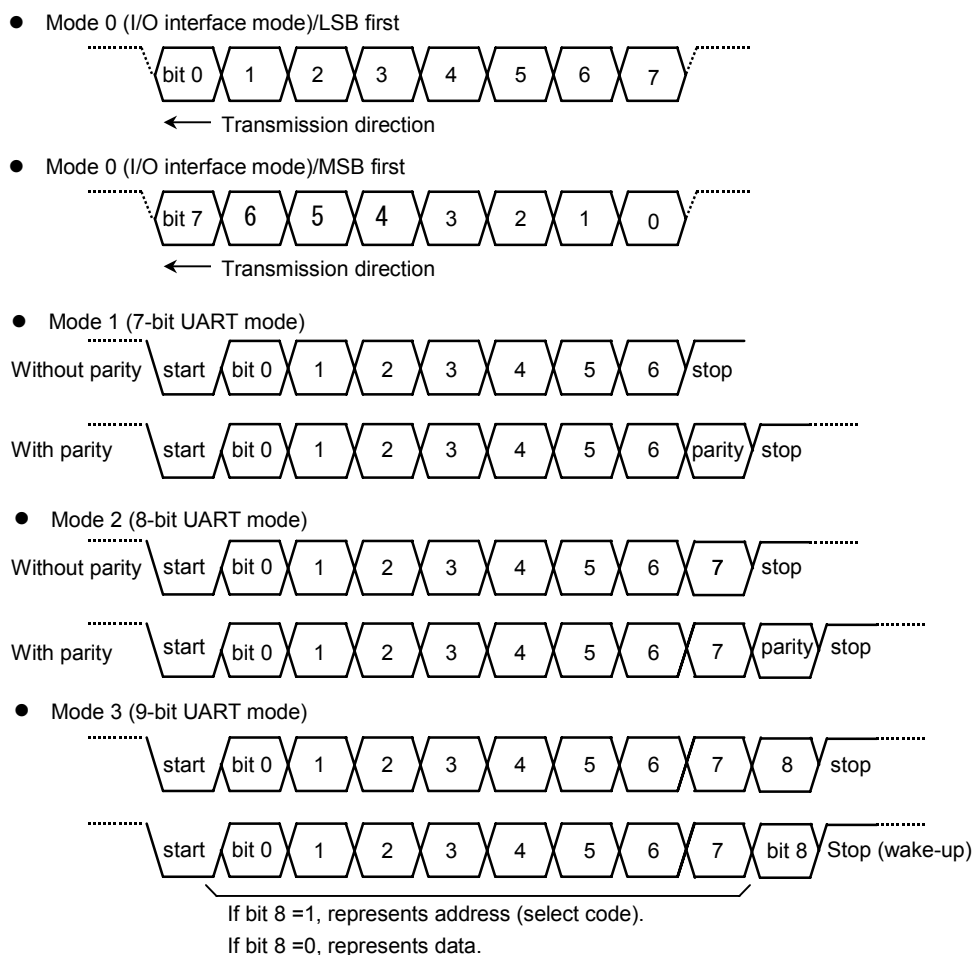 ● Mode 0 (I/O interface mode)/LSB first
bit 0 1 2 3 4 5 6 7
← Transmission direction
● Mode 0 (I/O interface mode)/MSB first
bit 7 6 5 4 3 2 1 0
← Transmission direction
● Mode 1 (7-bit UART mode)
Without parity start bit 0 1 2 3 4 5 6 stop
With parity start bit 0 1 2 3 4 5 6 parity stop
● Mode 2 (8-bit UART mode)
Without parity start bit 0 1 2 3 4 5 6 7 stop
With parity start bit 0 1 2 3 4 5 6 7 parity stop
● Mode 3 (9-bit UART mode)
start bit 0 1 2 3 4 5 6 7 8 stop
start bit 0 1 2 3 4 5 6 7 bit 8 Stop (wake-up)
If bit 8 =1, represents address (select code).
If bit 8 =0, represents data.